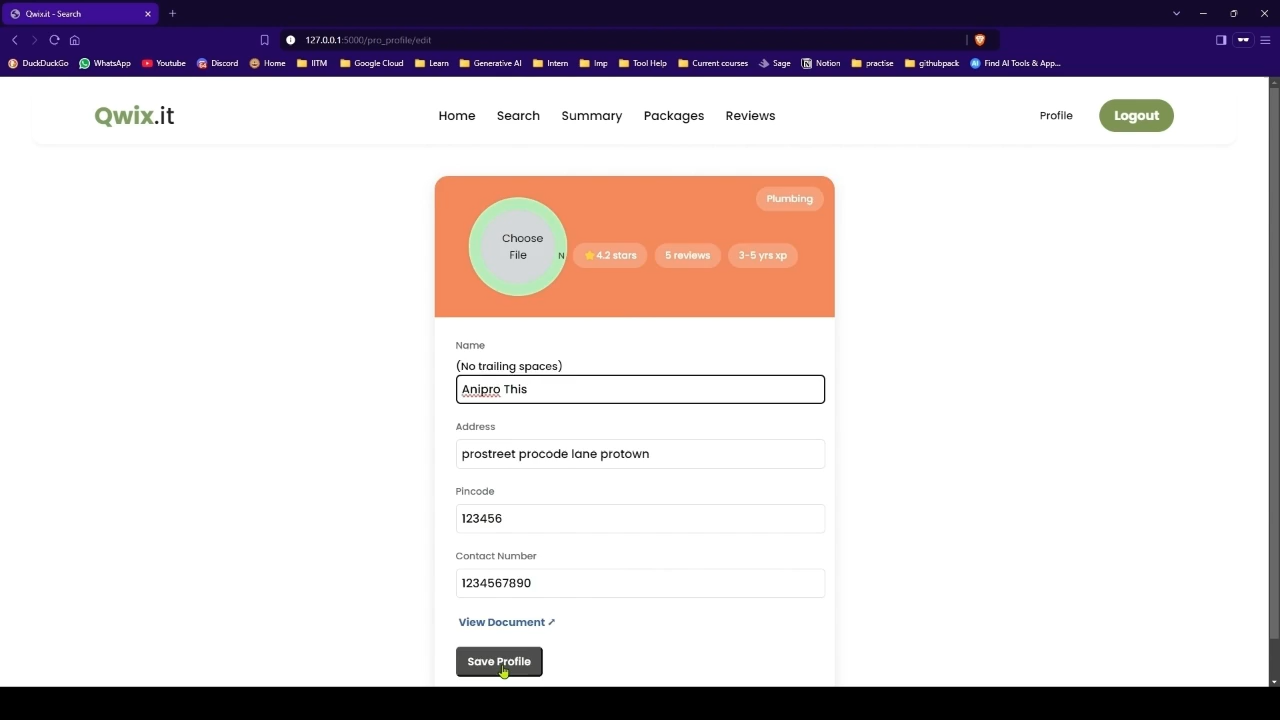 Qwix.it - Search
127.0.0.1:5000/pro_profile/edit
DuckDuckGo WhatsApp Youtube Discord Home IITM Google Cloud Learn Generative AI Intern Imp Tool Help Current courses Sage Notion practise githubpack Find AI Tools & App...
Qwix.it Home Search Summary Packages Reviews Profile Logout
Plumbing
Choose
File N
⭐4.2 stars 5 reviews 3-5 yrs xp
Name
(No trailing spaces)
Anipro This
Address
prostreet procode lane protown
Pincode
123456
Contact Number
1234567890
View Document ⤢
Save Profile